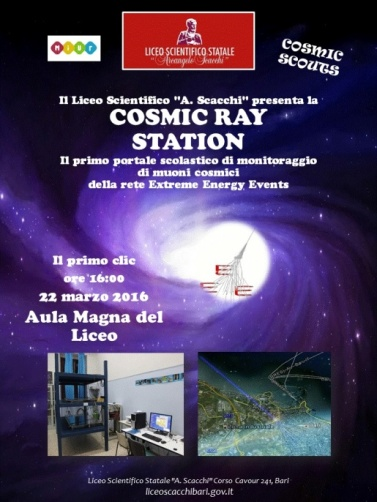 MIUR
LICEO SCIENTIFICO STATALE
"Arcangelo Scacchi"
COSMIC
SCOUTS
Il Liceo Scientifico "A. Scacchi" presenta la
COSMIC RAY
STATION
Il primo portale scolastico di monitoraggio
di muoni cosmici
della rete Extreme Energy Events
Il primo clic
ore 16:00
22 marzo 2016
Aula Magna del
Liceo
Liceo Scientifico Statale "A. Scacchi" Corso Cavour 241, Bari
liceoscacchibari.gov.it